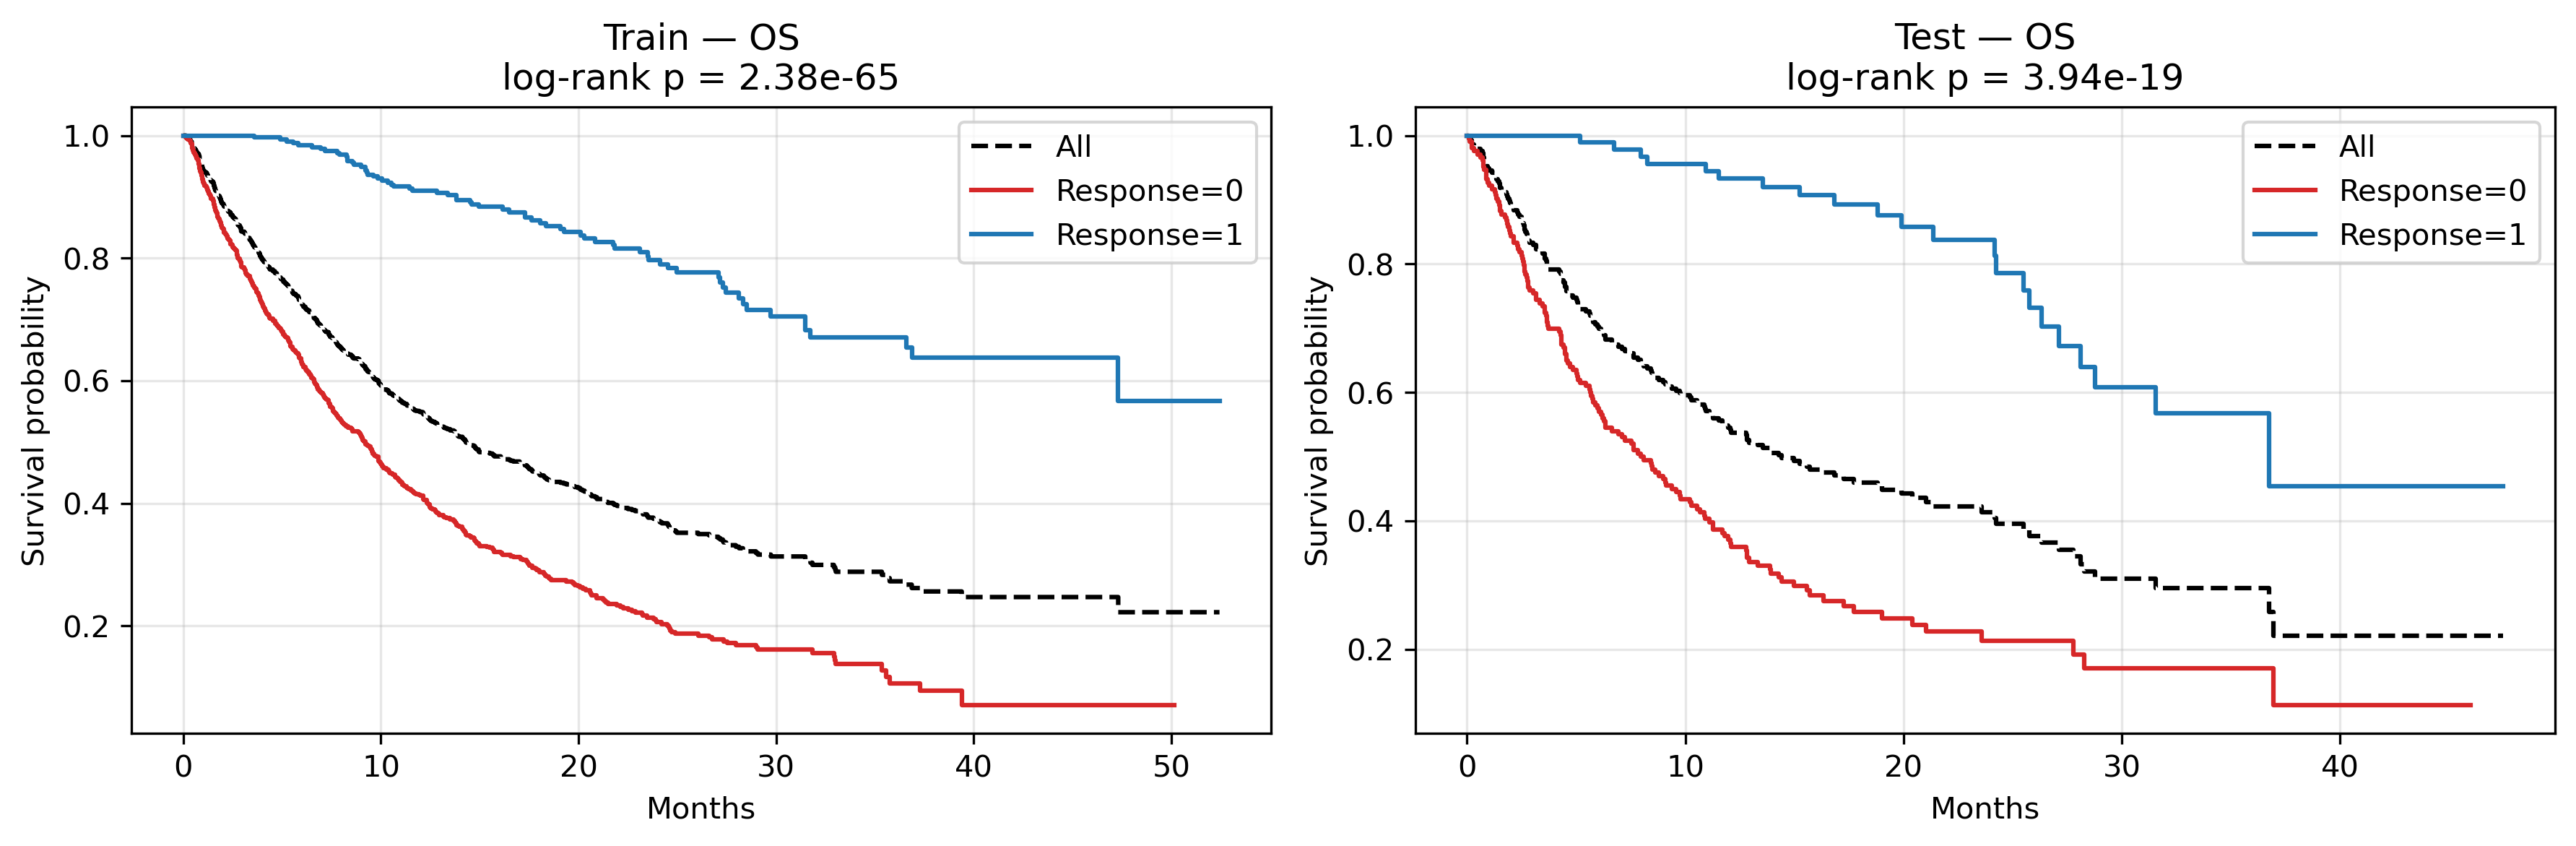 Train — OS
log-rank p = 2.38e-65
Survival probability
1.0
0.8
0.6
0.4
0.2
0 10 20 30 40 50
Months
All
Response=0
Response=1
Test — OS
log-rank p = 3.94e-19
Survival probability
1.0
0.8
0.6
0.4
0.2
0 10 20 30 40
Months
All
Response=0
Response=1